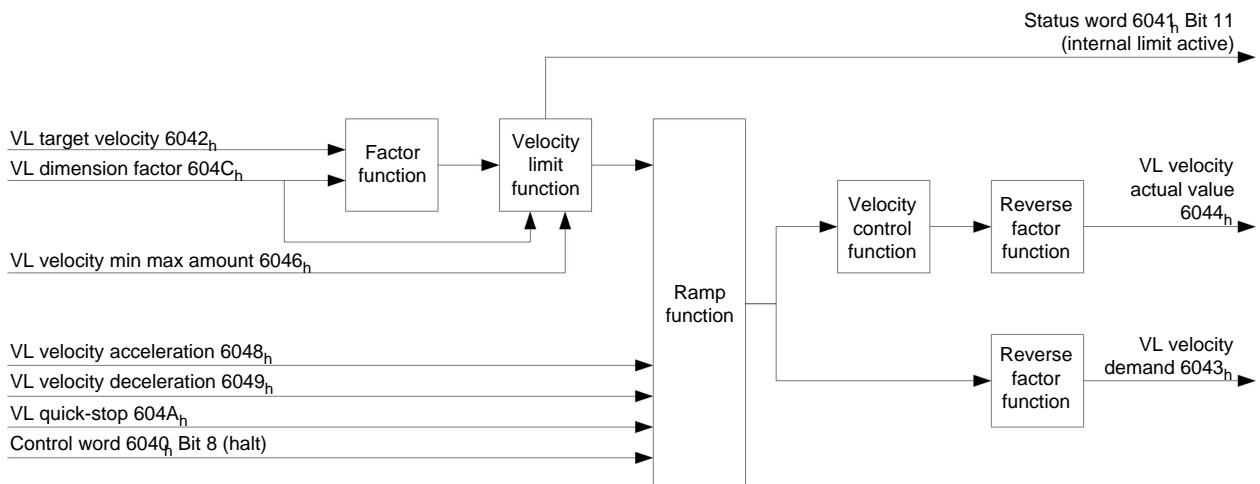 Status word 6041h Bit 11
(internal limit active)
VL target velocity 6042h
VL dimension factor 604Ch
Factor
function
Velocity
limit
function
VL velocity min max amount 6046h
Ramp
function
Velocity
control
function
Reverse
factor
function
VL velocity
actual value
6044h
VL velocity acceleration 6048h
VL velocity deceleration 6049h
VL quick-stop 604Ah
Control word 6040h Bit 8 (halt)
Reverse
factor
function
VL velocity
demand 6043h